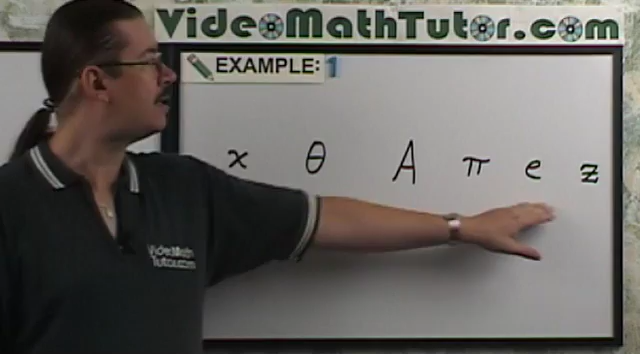 VideoMathTutor.com
EXAMPLE: 1
x θ A π e z
VideoMath
Tutor.com